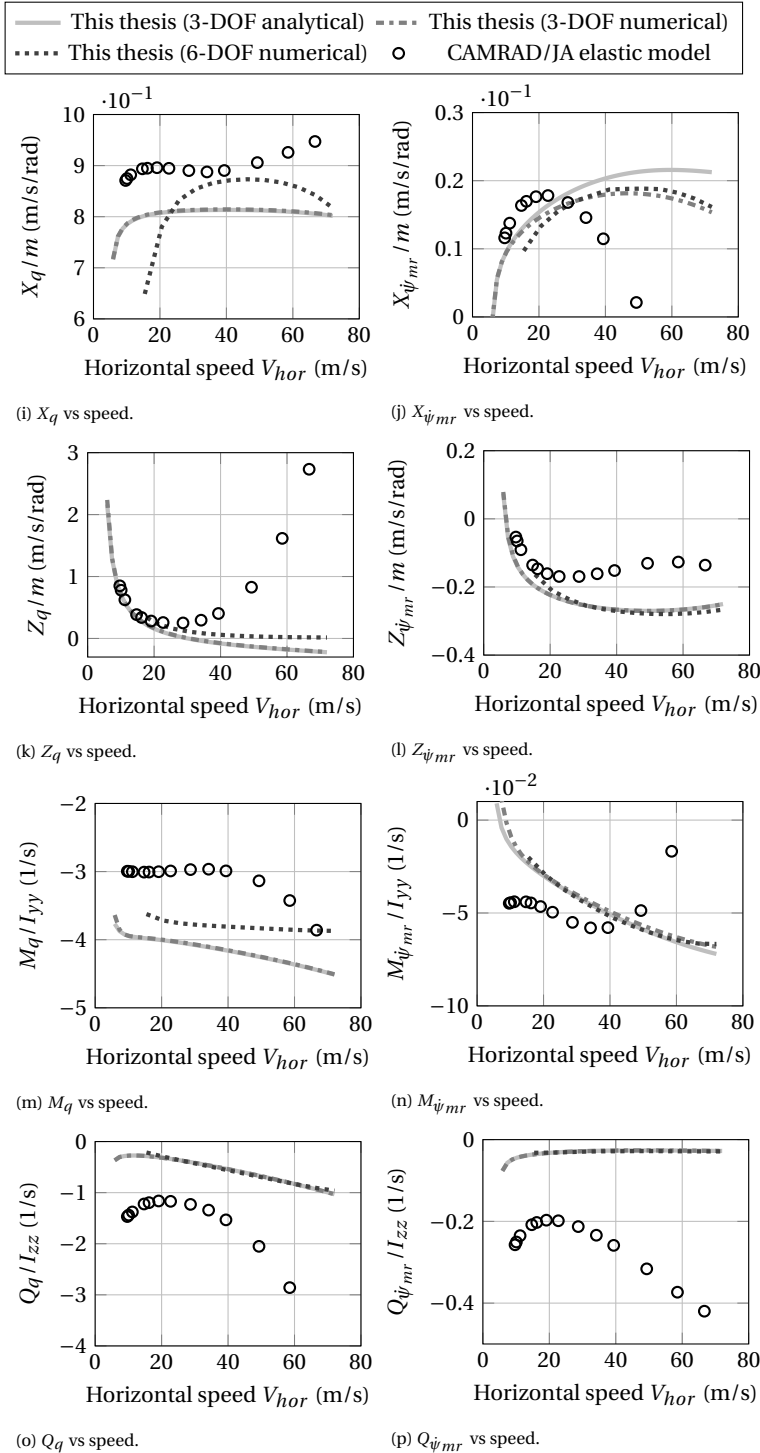 This thesis (3-DOF analytical) This thesis (3-DOF numerical)
This thesis (6-DOF numerical) CAMRAD/JA elastic model
·10⁻¹
10
9
8
7
6
0 20 40 60 80
X_q/m (m/s/rad)
Horizontal speed V_hor (m/s)
(i) X_q vs speed.
·10⁻¹
0.3
0.2
0.1
0
0 20 40 60 80
X_ψ̇mr/m (m/s/rad)
Horizontal speed V_hor (m/s)
(j) X_ψ̇mr vs speed.
3
2
1
0
0 20 40 60 80
Z_q/m (m/s/rad)
Horizontal speed V_hor (m/s)
(k) Z_q vs speed.
0.2
0
−0.2
−0.4
0 20 40 60 80
Z_ψ̇mr/m (m/s/rad)
Horizontal speed V_hor (m/s)
(l) Z_ψ̇mr vs speed.
−2
−3
−4
−5
0 20 40 60 80
M_q/I_yy (1/s)
Horizontal speed V_hor (m/s)
(m) M_q vs speed.
·10⁻²
0
−5
−10
0 20 40 60 80
M_ψ̇mr/I_yy (1/s)
Horizontal speed V_hor (m/s)
(n) M_ψ̇mr vs speed.
0
−1
−2
−3
−4
0 20 40 60 80
Q_q/I_zz (1/s)
Horizontal speed V_hor (m/s)
(o) Q_q vs speed.
0
−0.2
−0.4
0 20 40 60 80
Q_ψ̇mr/I_zz (1/s)
Horizontal speed V_hor (m/s)
(p) Q_ψ̇mr vs speed.